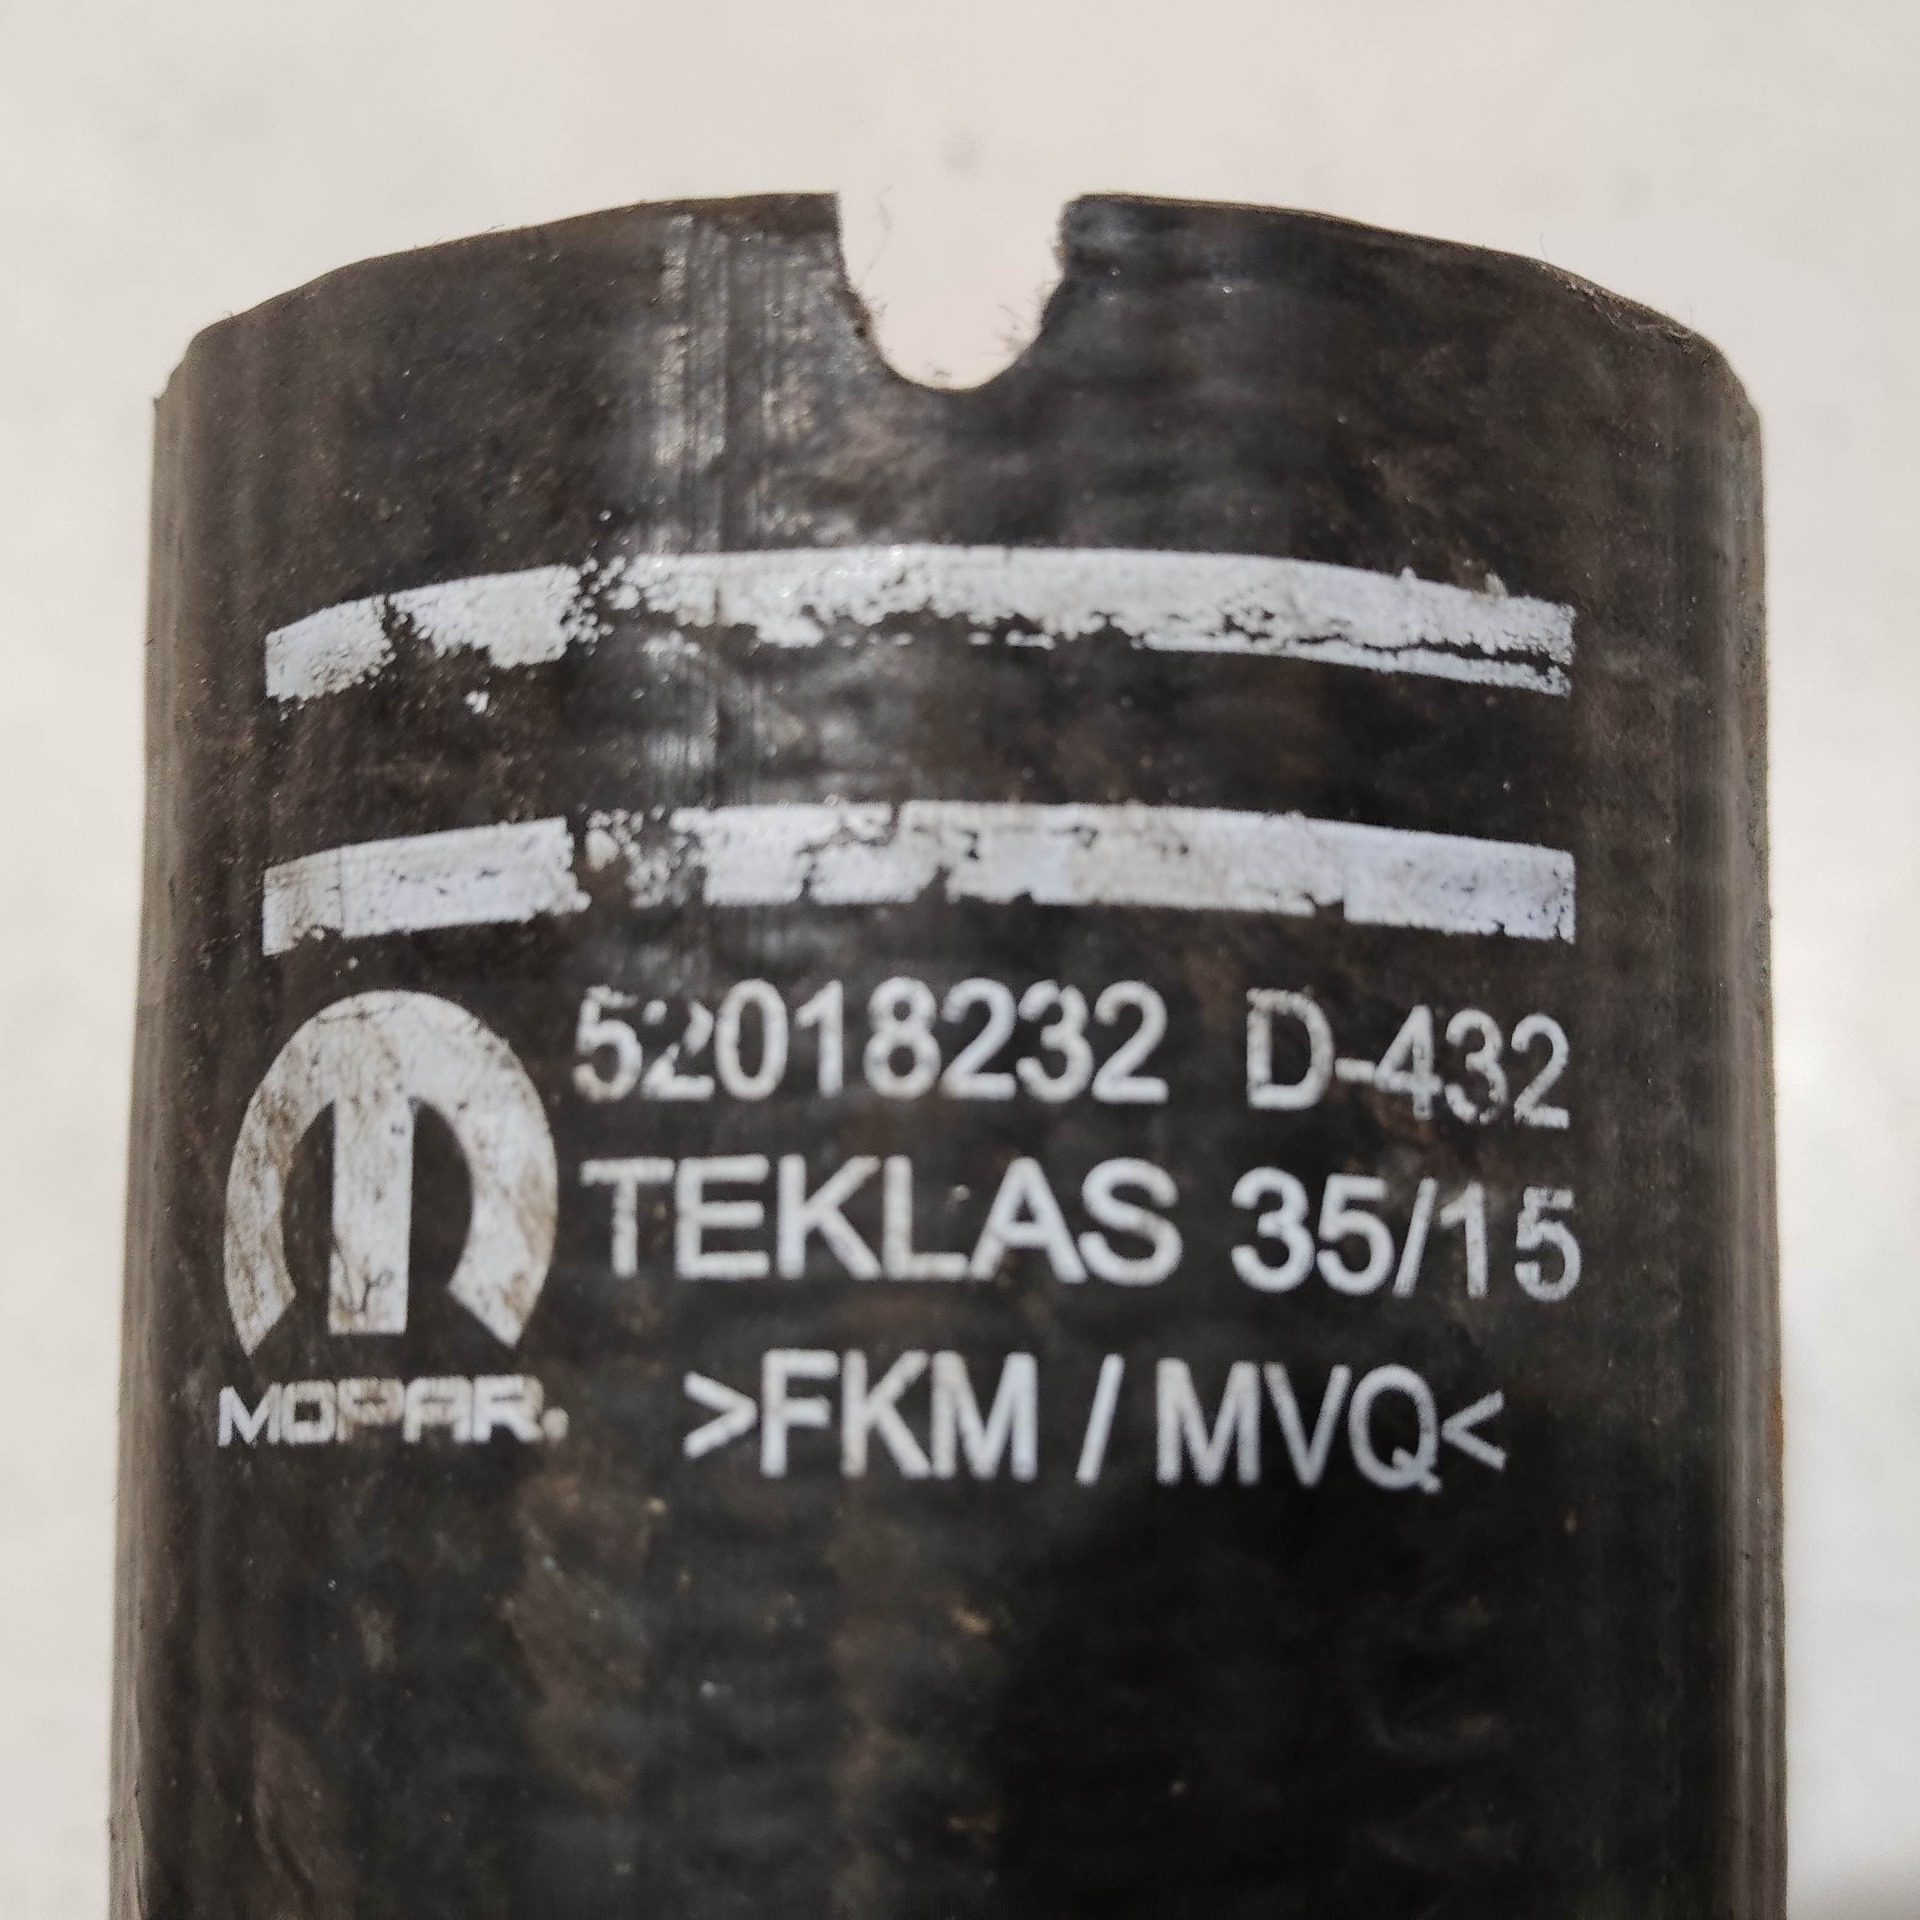 52018232 D-432
TEKLAS 35/15
MOPAR.
>FKM / MVQ<